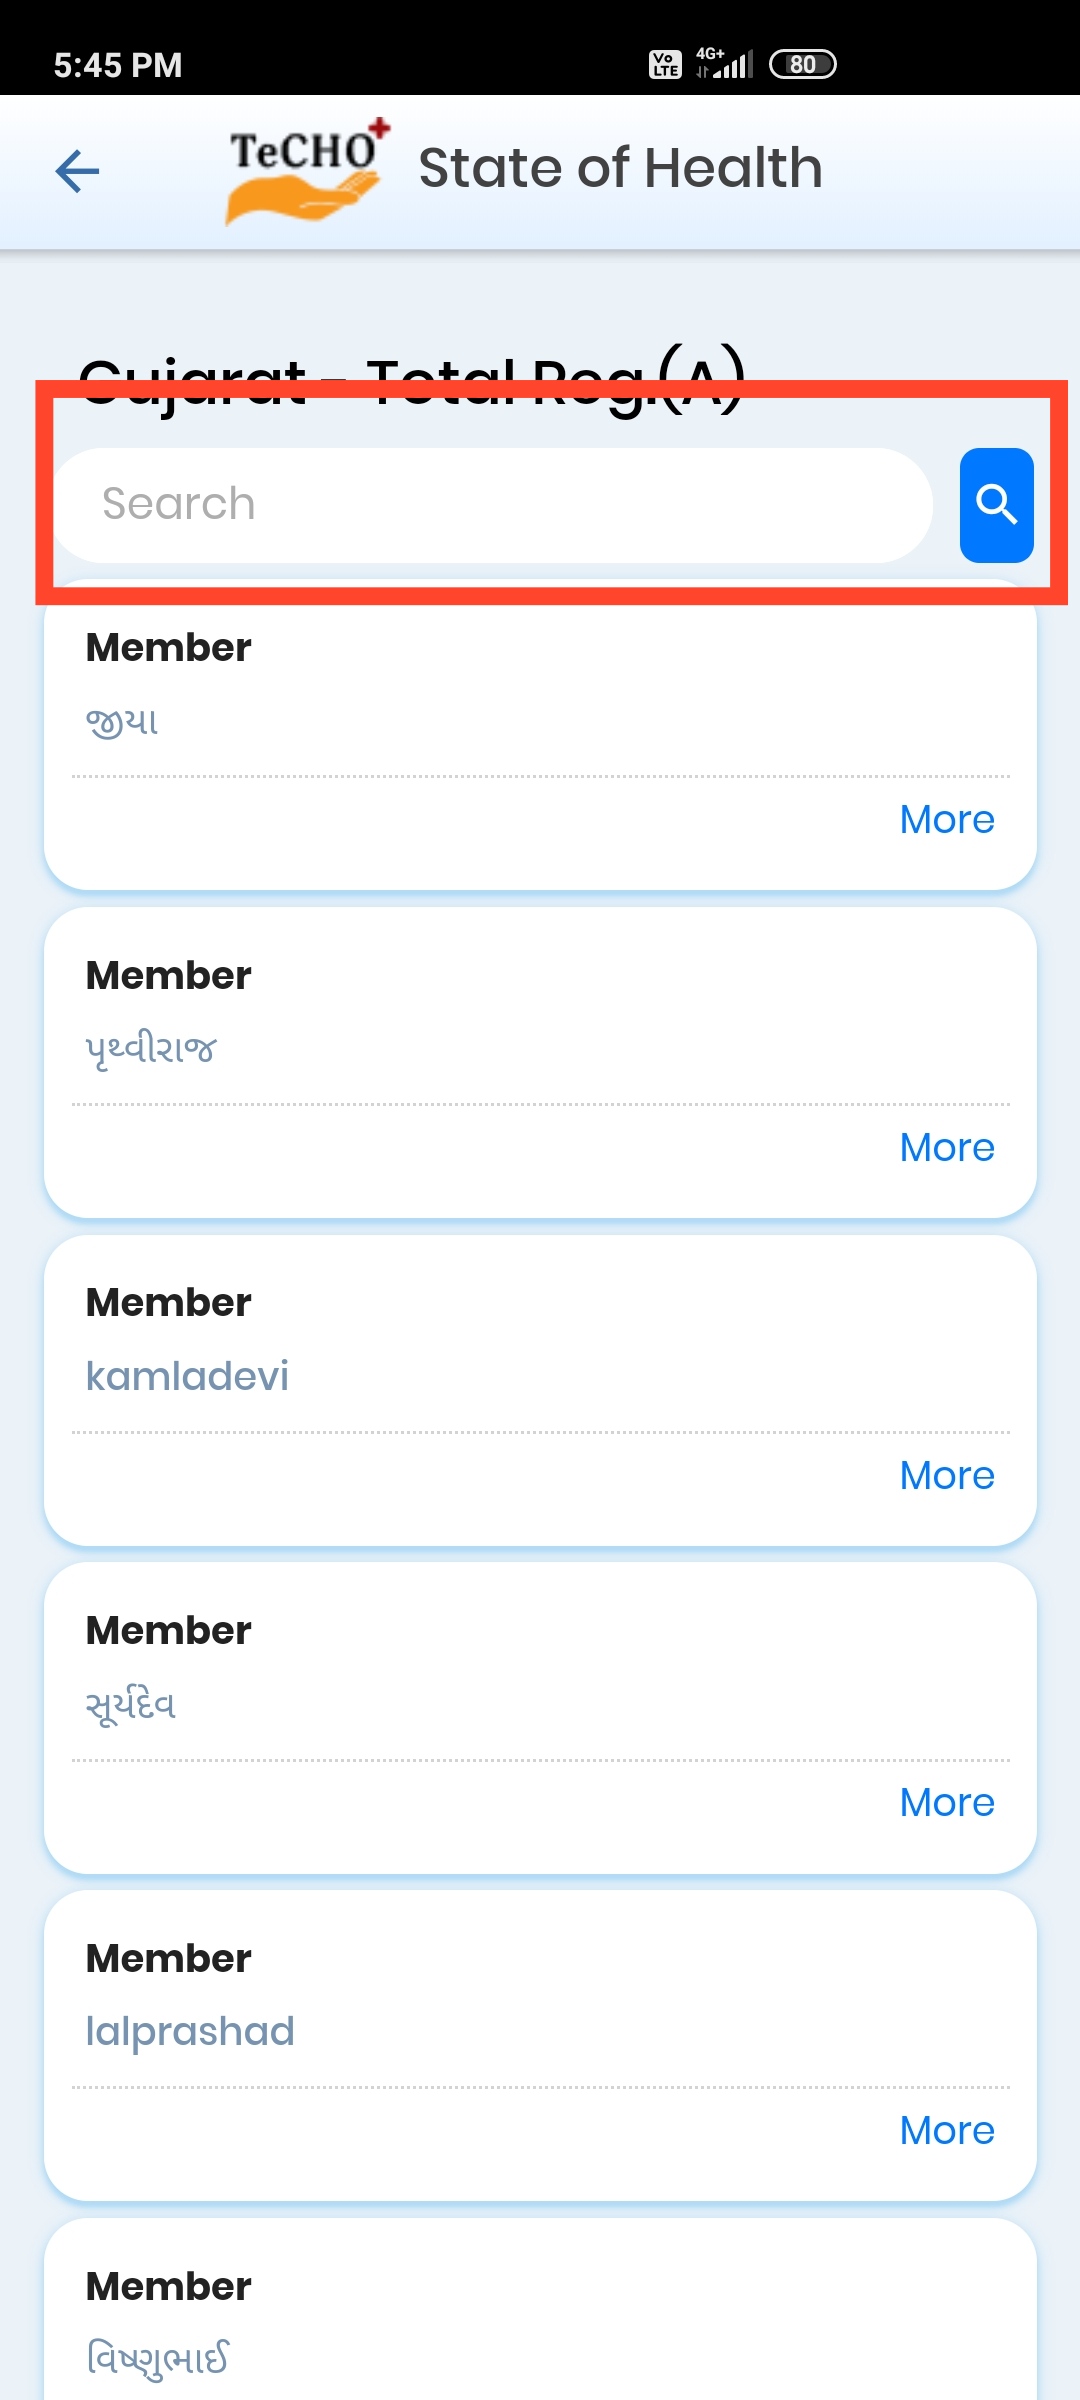 5:45 PM
Vo LTE 4G+ 80
TeCHO+ State of Health
Gujarat - Total Regi.(A)
Search
Member
જીયા
More
Member
પૃથ્વીરાજ
More
Member
kamladevi
More
Member
સૂર્યદેવ
More
Member
lalprashad
More
Member
વિષ્ણુભાઈ